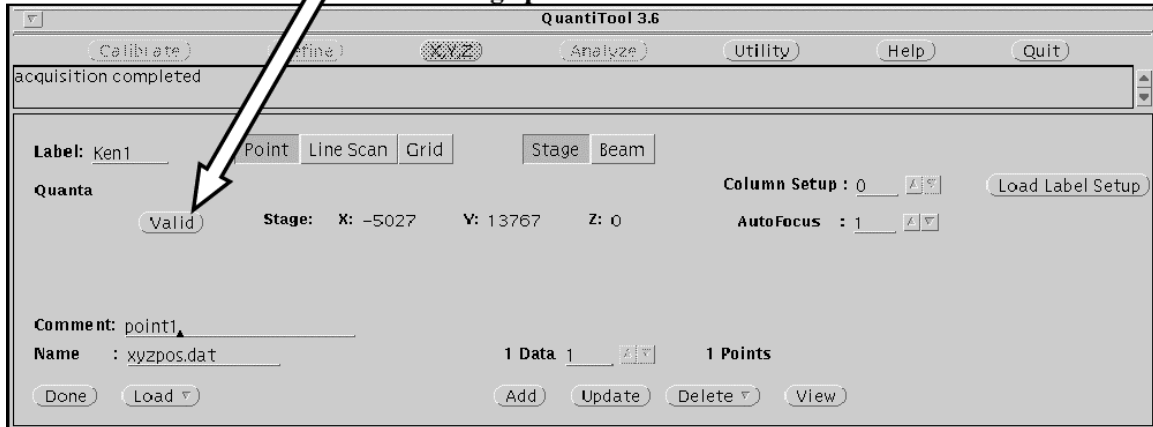 QuantiTool 3.6
Calibrate X,Y,Z Analyze Utility Help Quit
acquisition completed
Label: Ken1 Point Line Scan Grid Stage Beam
Quanta Column Setup : 0 Load Label Setup
Valid Stage: X: -5027 Y: 13767 Z: 0 AutoFocus : 1
Comment: point1
Name : xyzpos.dat 1 Data 1 1 Points
Done Load Add Update Delete View